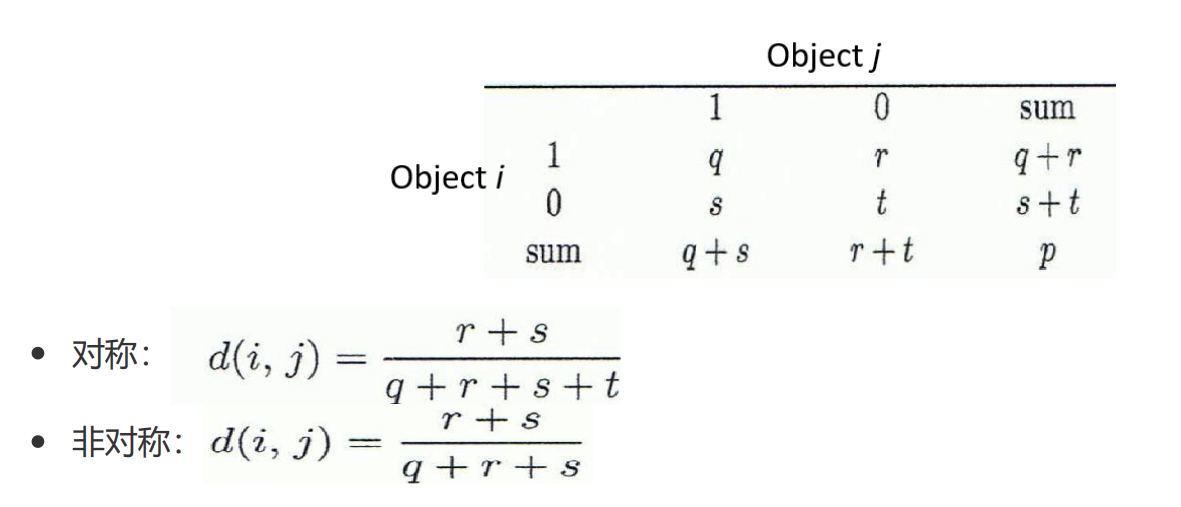 Object j
1 0 sum
Object i 1 q r q+r
0 s t s+t
sum q+s r+t p
• 对称： d(i, j) = \frac{r + s}{q + r + s + t}
• 非对称： d(i, j) = \frac{r + s}{q + r + s}